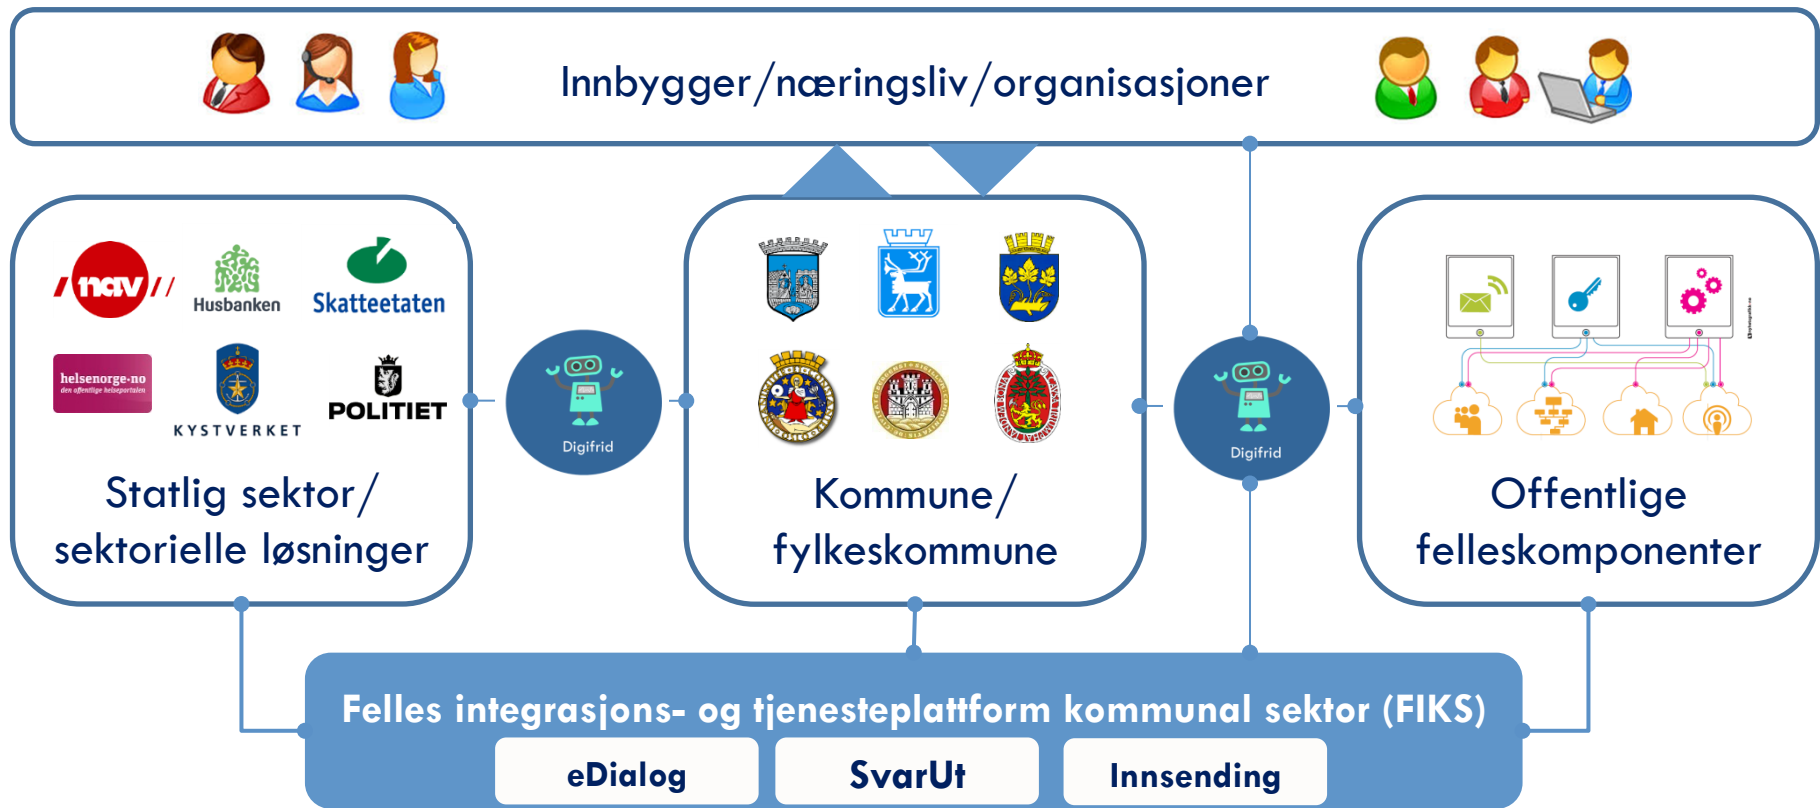 Innbygger/næringsliv/organisasjoner
/nav//
Husbanken
Skatteetaten
helsenorge·no
den offentlige helseportalen
KYSTVERKET
POLITIET
Statlig sektor/
sektorielle løsninger
Digifrid
Kommune/
fylkeskommune
Digifrid
Offentlige
felleskomponenter
Felles integrasjons- og tjenesteplattform kommunal sektor (FIKS)
eDialog
SvarUt
Innsending